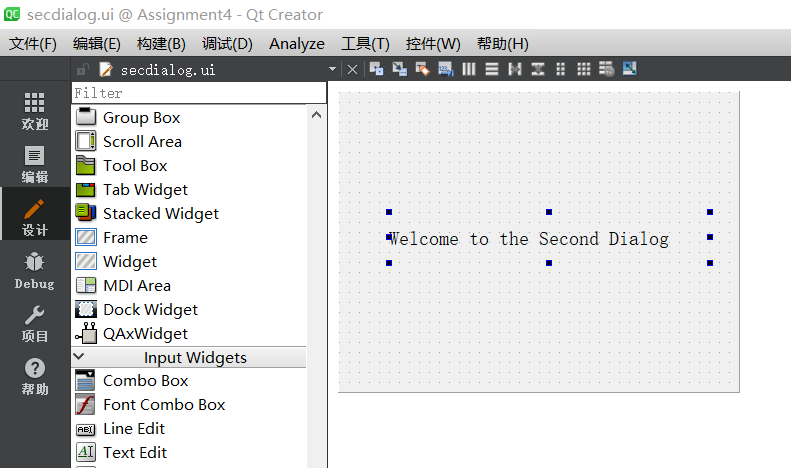 QC secdialog.ui @ Assignment4 - Qt Creator
文件(F) 编辑(E) 构建(B) 调试(D) Analyze 工具(T) 控件(W) 帮助(H)
secdialog.ui
Filter
欢迎
编辑
设计
Debug
项目
帮助
Group Box
Scroll Area
Tool Box
Tab Widget
Stacked Widget
Frame
Widget
MDI Area
Dock Widget
QAxWidget
Input Widgets
Combo Box
Font Combo Box
Line Edit
Text Edit
Welcome to the Second Dialog